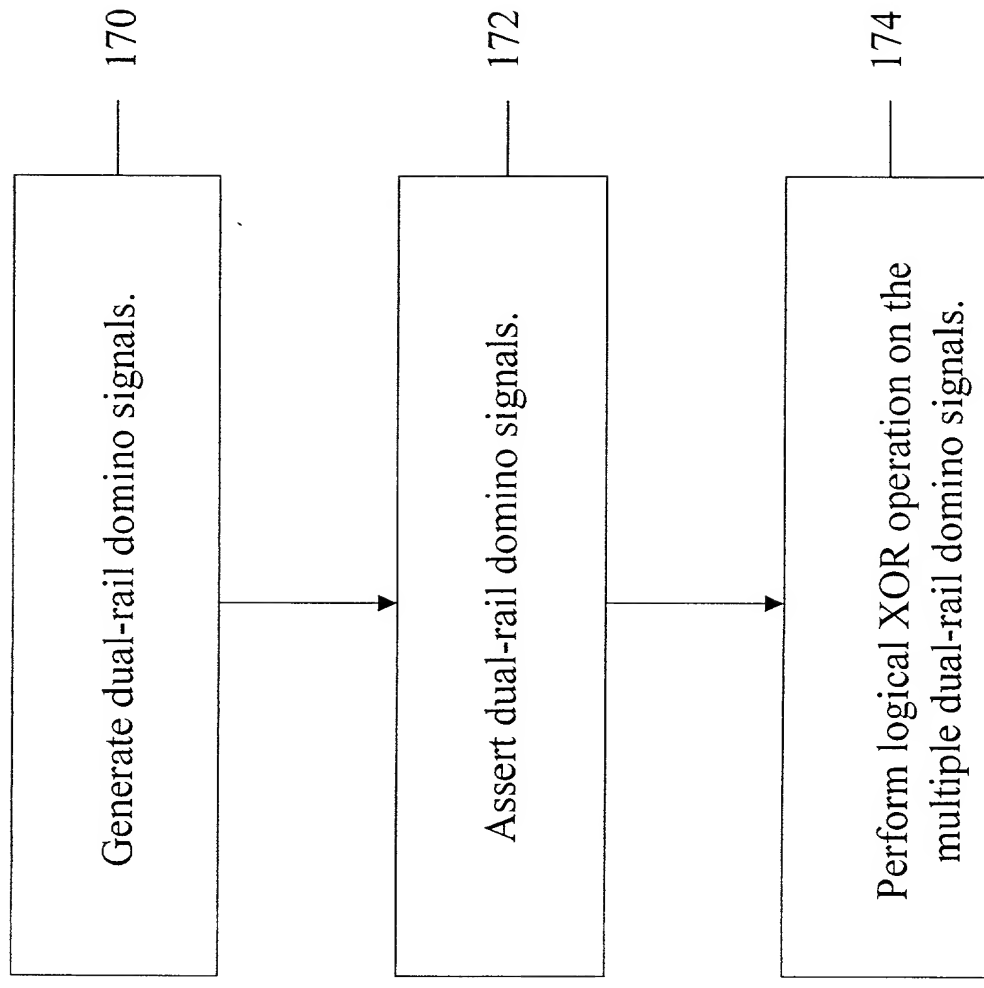 Generate dual-rail domino signals.
170
Assert dual-rail domino signals.
172
Perform logical XOR operation on the
multiple dual-rail domino signals.
174